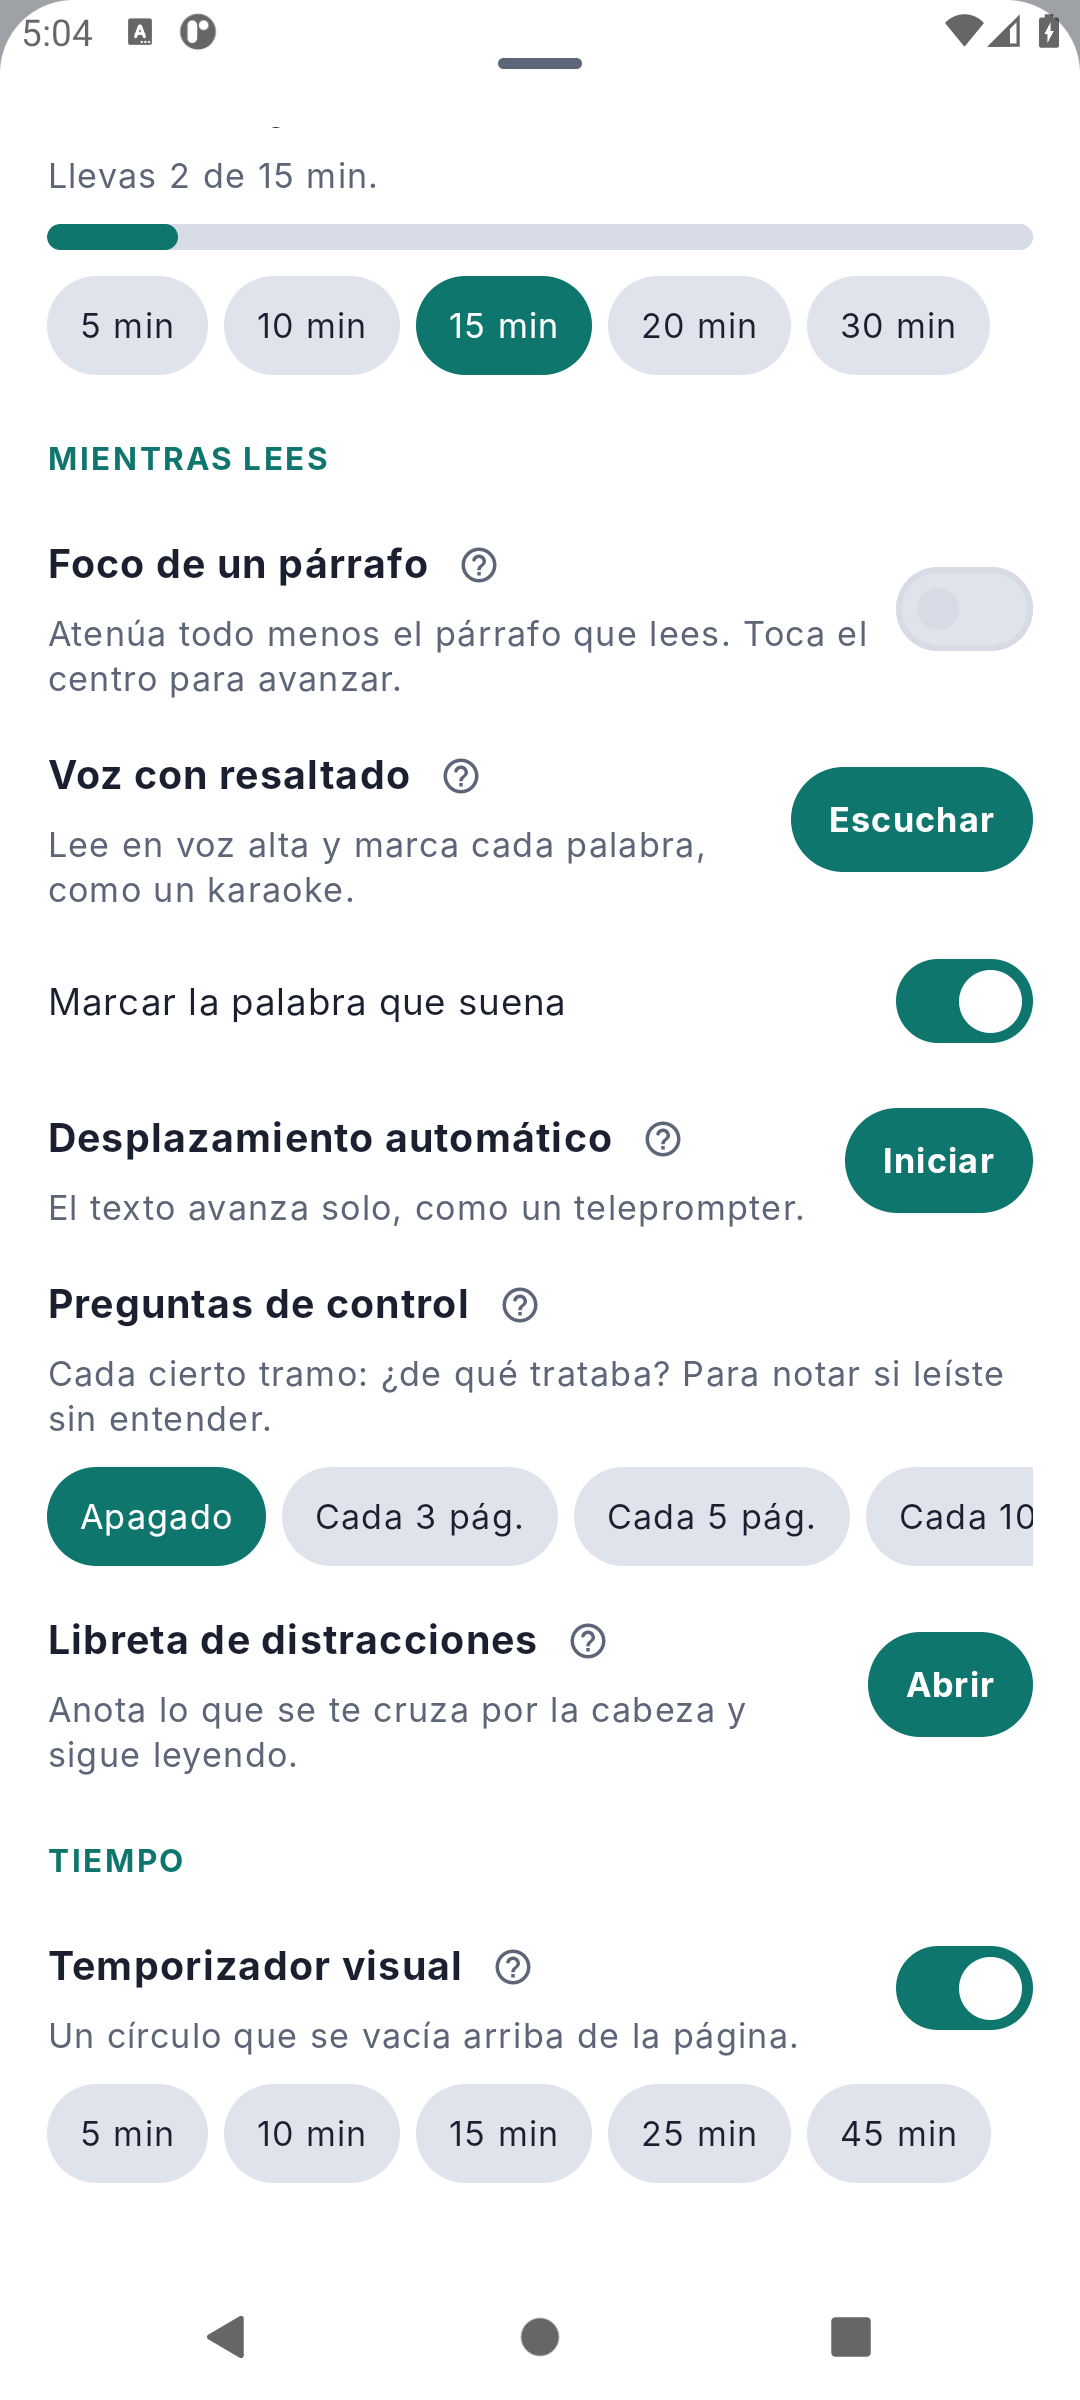 5:04
Llevas 2 de 15 min.
5 min
10 min
15 min
20 min
30 min
MIENTRAS LEES
Foco de un párrafo
Atenúa todo menos el párrafo que lees. Toca el
centro para avanzar.
Voz con resaltado
Lee en voz alta y marca cada palabra,
como un karaoke.
Escuchar
Marcar la palabra que suena
Desplazamiento automático
El texto avanza solo, como un teleprompter.
Iniciar
Preguntas de control
Cada cierto tramo: ¿de qué trataba? Para notar si leíste
sin entender.
Apagado
Cada 3 pág.
Cada 5 pág.
Cada 10
Libreta de distracciones
Anota lo que se te cruza por la cabeza y
sigue leyendo.
Abrir
TIEMPO
Temporizador visual
Un círculo que se vacía arriba de la página.
5 min
10 min
15 min
25 min
45 min